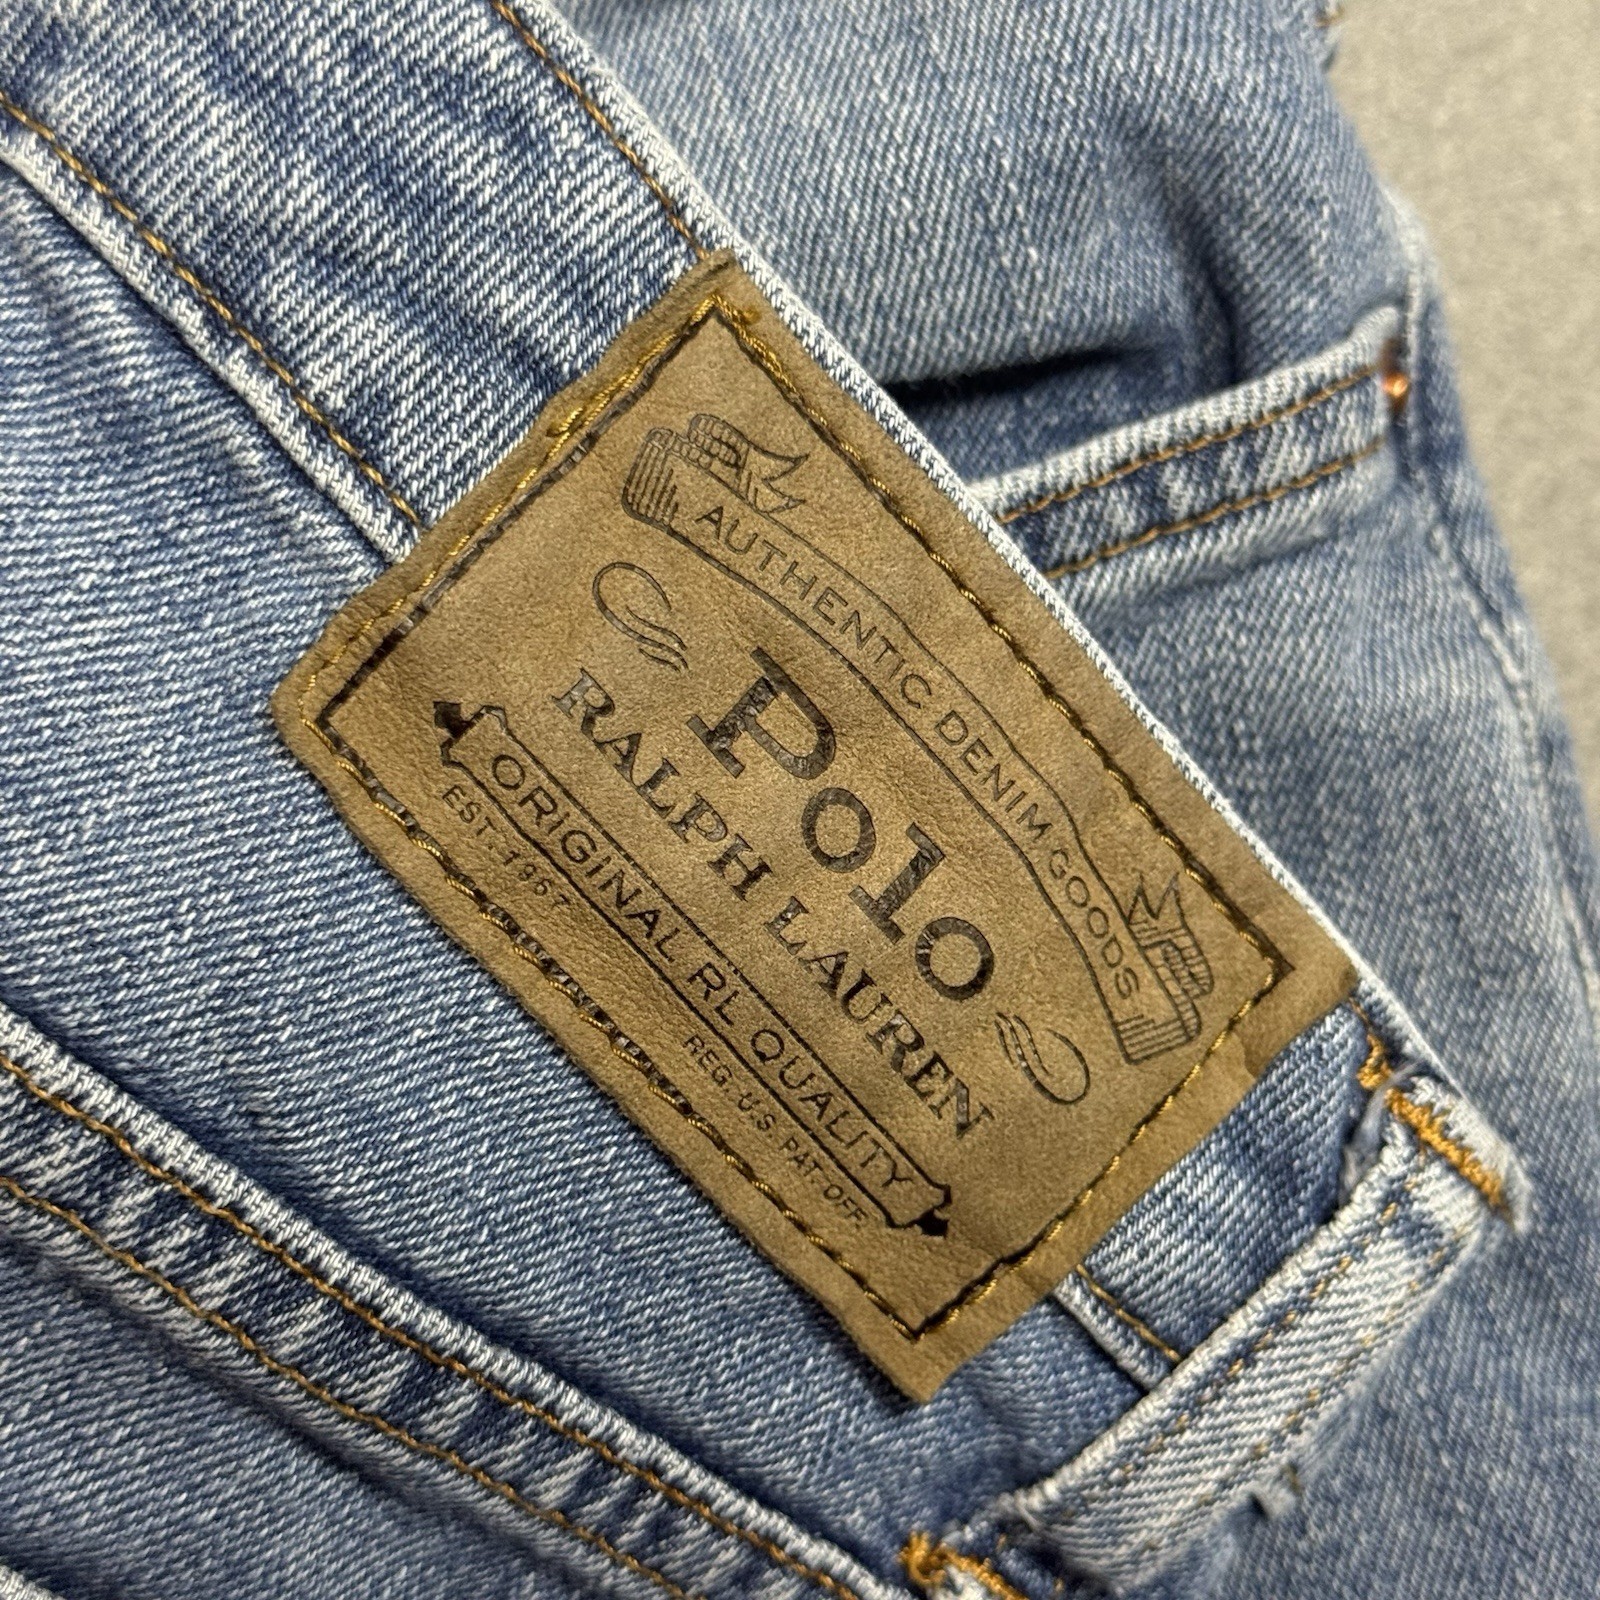 AUTHENTIC DENIM GOODS
Polo
RALPH LAUREN
ORIGINAL RL QUALITY
EST. 1967
REG. U.S. PAT. OFF.